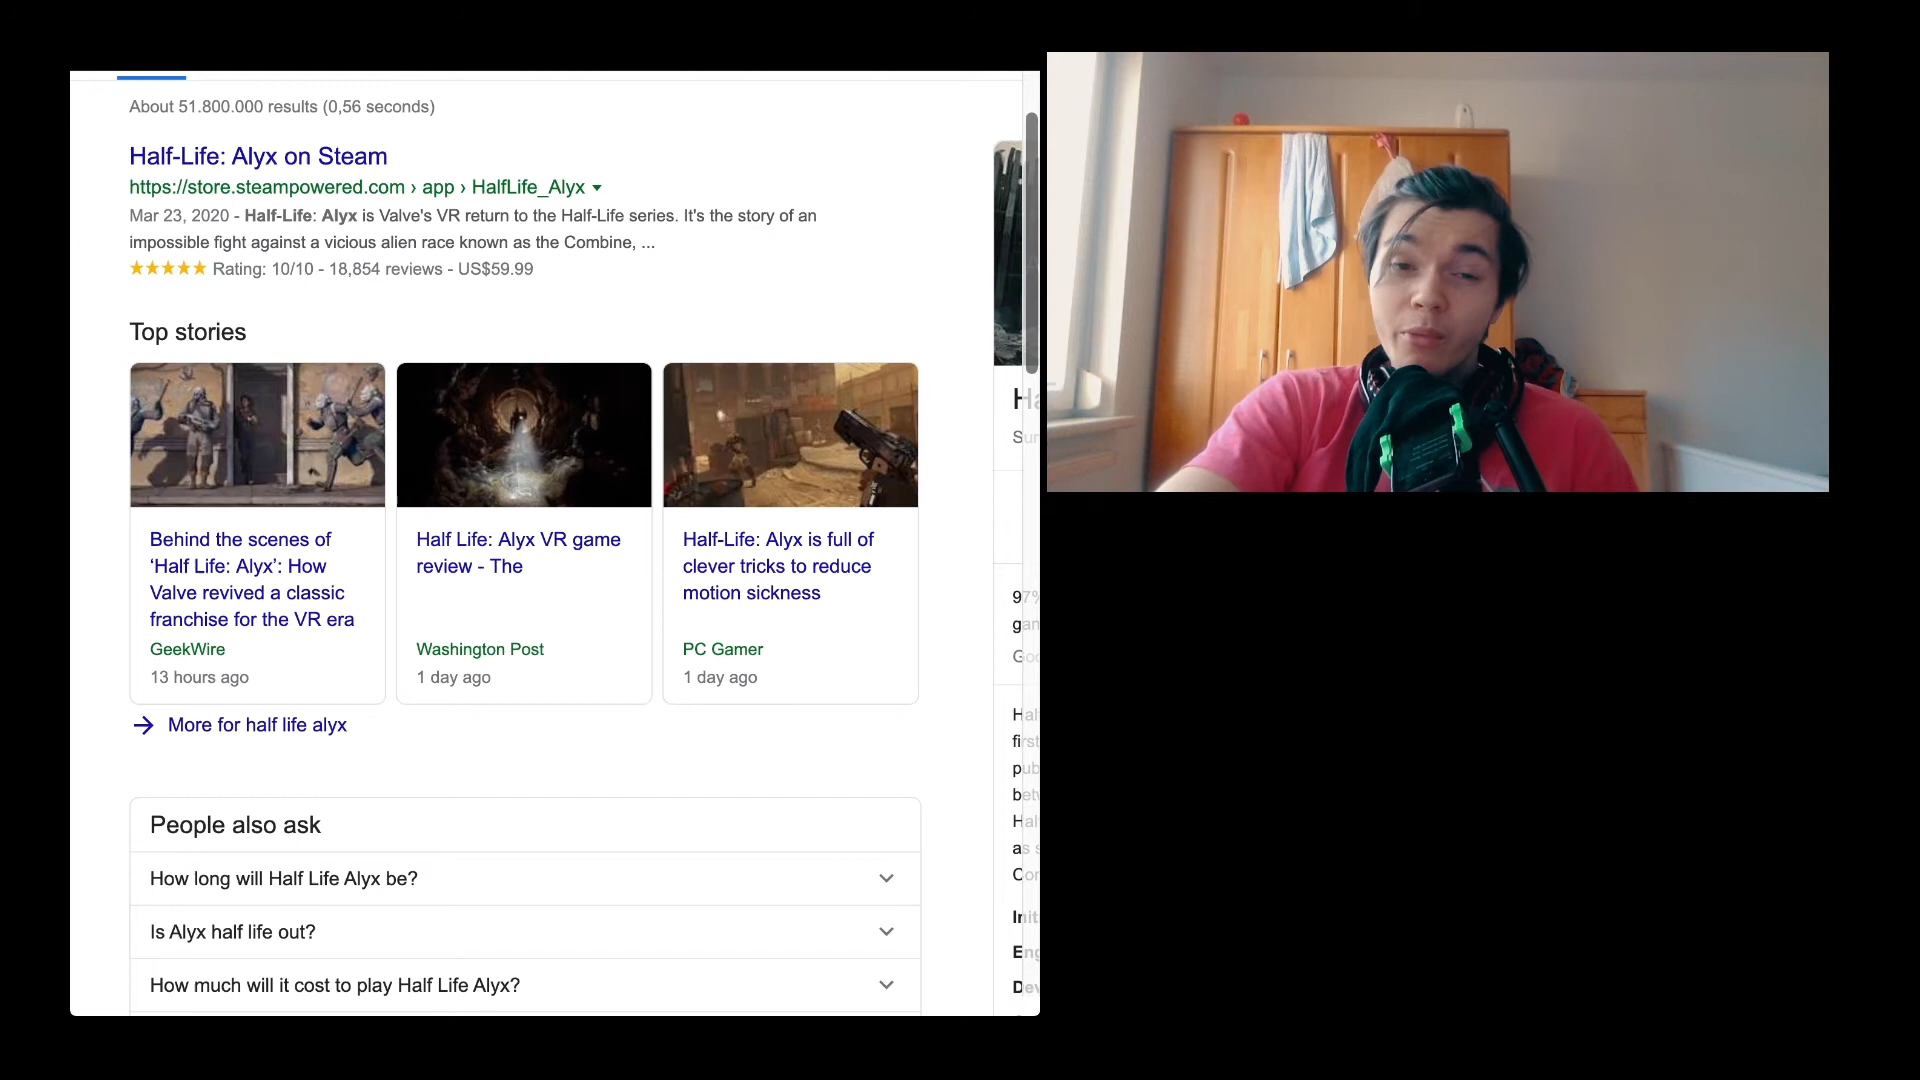 About 51.800.000 results (0,56 seconds)
Half-Life: Alyx on Steam
https://store.steampowered.com › app › HalfLife_Alyx
Mar 23, 2020 - Half-Life: Alyx is Valve's VR return to the Half-Life series. It's the story of an
impossible fight against a vicious alien race known as the Combine, ...
Rating: 10/10 - 18,854 reviews - US$59.99
Top stories
Behind the scenes of
‘Half Life: Alyx’: How
Valve revived a classic
franchise for the VR era
GeekWire
13 hours ago
Half Life: Alyx VR game
review - The
Washington Post
1 day ago
Half-Life: Alyx is full of
clever tricks to reduce
motion sickness
PC Gamer
1 day ago
More for half life alyx
People also ask
How long will Half Life Alyx be?
Is Alyx half life out?
How much will it cost to play Half Life Alyx?
97%